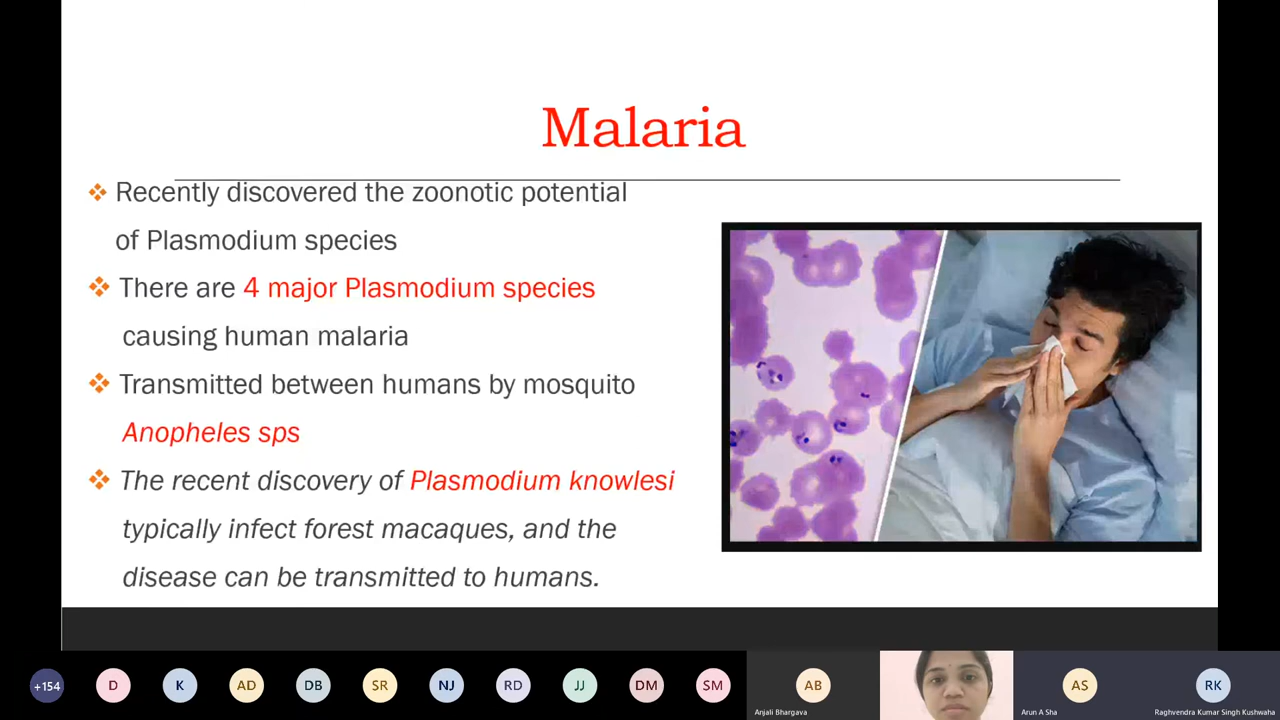 Malaria
Recently discovered the zoonotic potential
of Plasmodium species
There are 4 major Plasmodium species
causing human malaria
Transmitted between humans by mosquito
Anopheles sps
The recent discovery of Plasmodium knowlesi
typically infect forest macaques, and the
disease can be transmitted to humans.
+154 D K AD DB SR NJ RD JJ DM SM AB AS RK
Anjali Bhargava Arun A Sha Raghvendra Kumar Singh Kushwaha